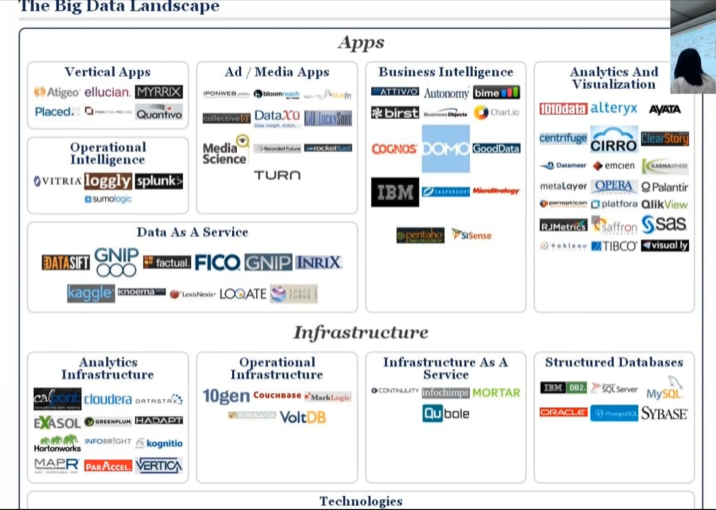 The Big Data Landscape
Apps
Vertical Apps
Atigeo ellucian. MYRRIX
Placed. Quantivo
Operational
Intelligence
VITRIA loggly splunk>
sumologic
Ad / Media Apps
IPONWEB bloomreach
collective[i] DataXu LuckySort
Media
Science
Recorded Future rocketfuel
TURN
Business Intelligence
ATTIVIO Autonomy bime
birst Business Objects Chart.io
COGNOS DOMO GoodData
IBM JASPERSOFT MicroStrategy
pentaho SiSense
Analytics And
Visualization
1010data alteryx AYATA
centrifuge CIRRO ClearStory
Datameer emcien KARMASPHERE
metaLayer OPERA Palantir
panopticon platfora QlikView
RJMetrics Saffron sas
tableau TIBCO visual.ly
Data As A Service
DATASIFT GNIP factual. FICO GNIP INRIX
kaggle knoema LexisNexis LOQATE SPACE CURVE
Infrastructure
Analytics
Infrastructure
calpont cloudera DATASTAX
EXASOL GREENPLUM HADAPT
Hortonworks INFOBRIGHT kognitio
MAPR PARACCEL VERTICA
Operational
Infrastructure
10gen COUCHBASE MarkLogic
TERRACOTTA VoltDB
Infrastructure As A
Service
CONTINUITY infochimps MORTAR
Qubole
Structured Databases
IBM DB2. SQL Server MySQL
ORACLE PostgreSQL SYBASE
Technologies